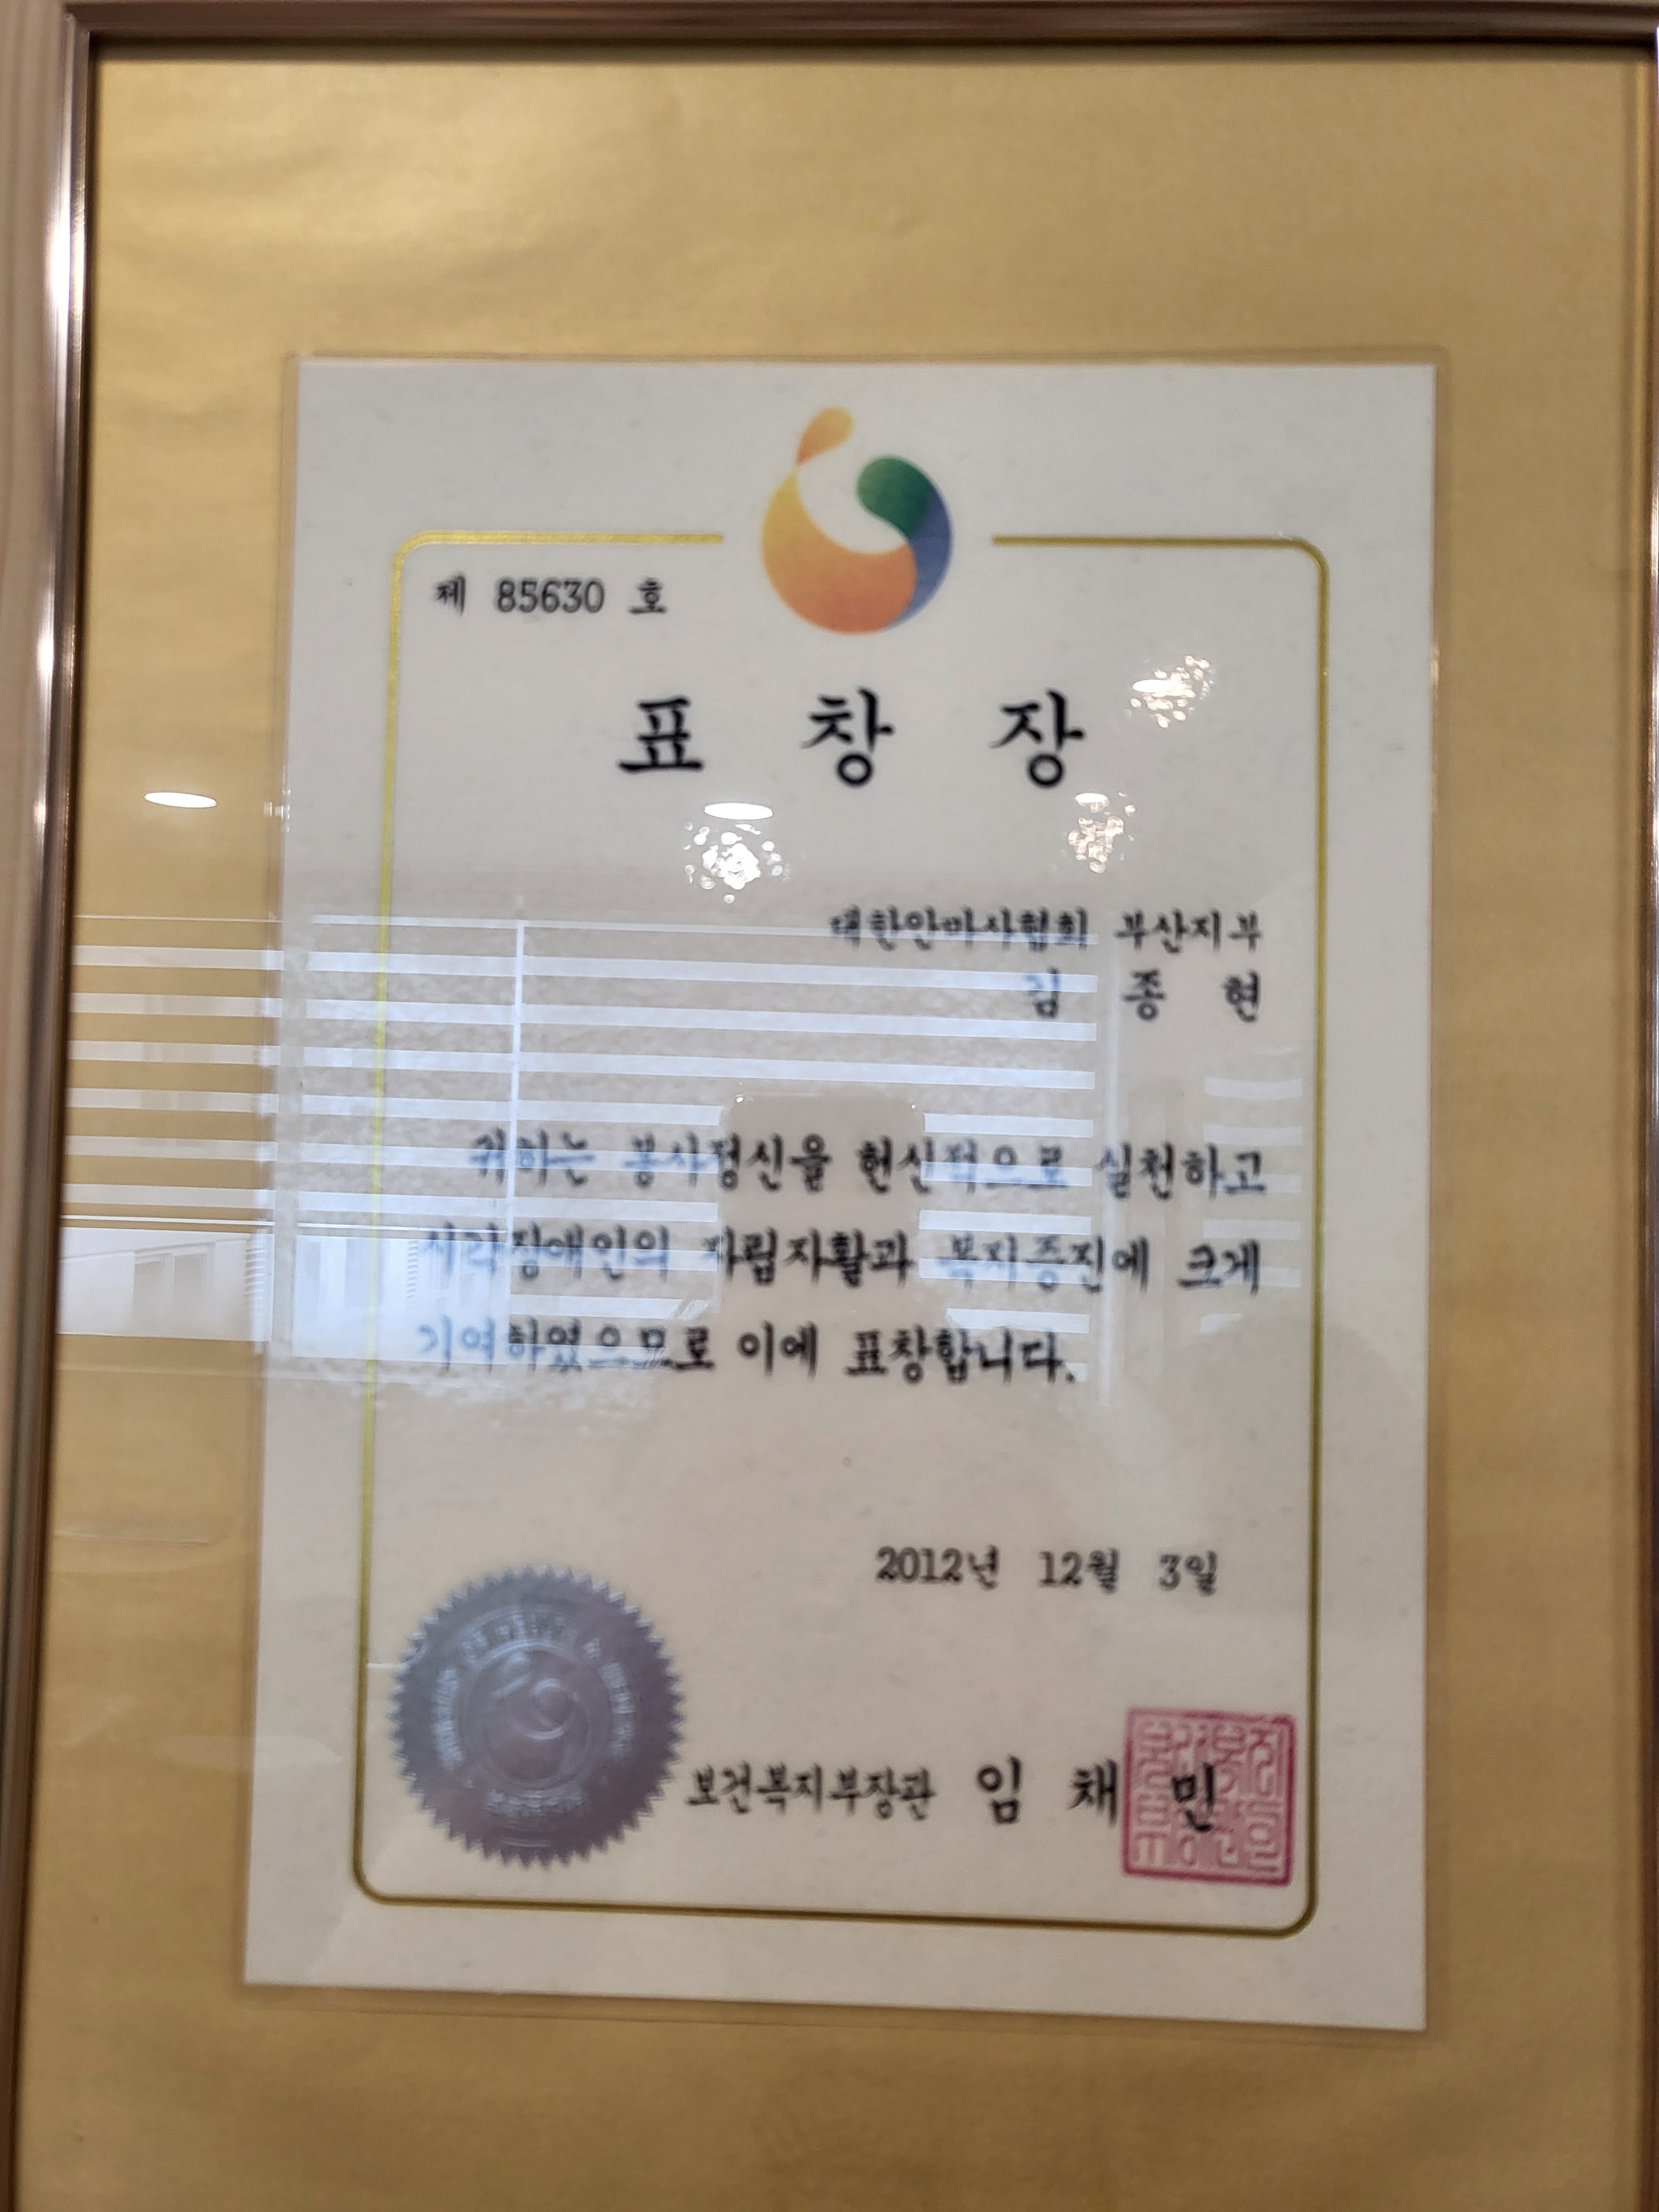 제 85630 호
표 창 장
대한안마사협회 부산지부
김 종 현
귀하는 봉사정신을 헌신적으로 실천하고
시각장애인의 자립자활과 복지증진에 크게
기여하였으므로 이에 표창합니다.
2012년 12월 3일
보건복지부장관 임 채 민